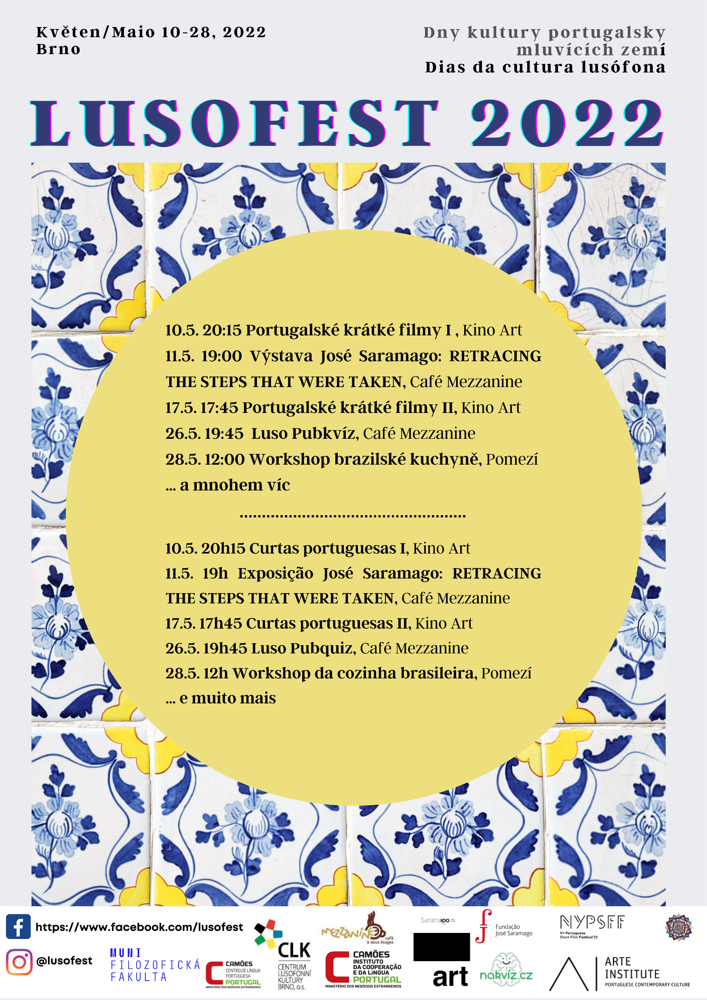 Květen/Maio 10-28, 2022
Brno
Dny kultury portugalsky
mluvících zemí
Dias da cultura lusófona
LUSOFEST 2022
10.5. 20:15 Portugalské krátké filmy I , Kino Art
11.5. 19:00 Výstava José Saramago: RETRACING
THE STEPS THAT WERE TAKEN, Café Mezzanine
17.5. 17:45 Portugalské krátké filmy II, Kino Art
26.5. 19:45 Luso Pubkvíz, Café Mezzanine
28.5. 12:00 Workshop brazilské kuchyně, Pomezí
... a mnohem víc
10.5. 20h15 Curtas portuguesas I, Kino Art
11.5. 19h Exposição José Saramago: RETRACING
THE STEPS THAT WERE TAKEN, Café Mezzanine
17.5. 17h45 Curtas portuguesas II, Kino Art
26.5. 19h45 Luso Pubquiz, Café Mezzanine
28.5. 12h Workshop da cozinha brasileira, Pomezí
... e muito mais
https://www.facebook.com/lusofest
@lusofest
MUNI
FILOZOFICKÁ
FAKULTA
CAMÕES
CENTRO DE LÍNGUA
PORTUGUESA
PORTUGAL
MINISTÉRIO DOS NEGÓCIOS ESTRANGEIROS
CLK
CENTRUM
LUSOFONNÍ
KULTURY
BRNO, o.s.
MEZZANINE
café
à deux étages
CAMÕES
INSTITUTO
DA COOPERAÇÃO
E DA LÍNGUA
PORTUGAL
MINISTÉRIO DOS NEGÓCIOS ESTRANGEIROS
Saramago
art
Fundação
José Saramago
nakvíz.cz
NYPSFF
NY Portuguese
Short Film Festival'22
ARTE
INSTITUTE
PORTUGUESE CONTEMPORARY CULTURE